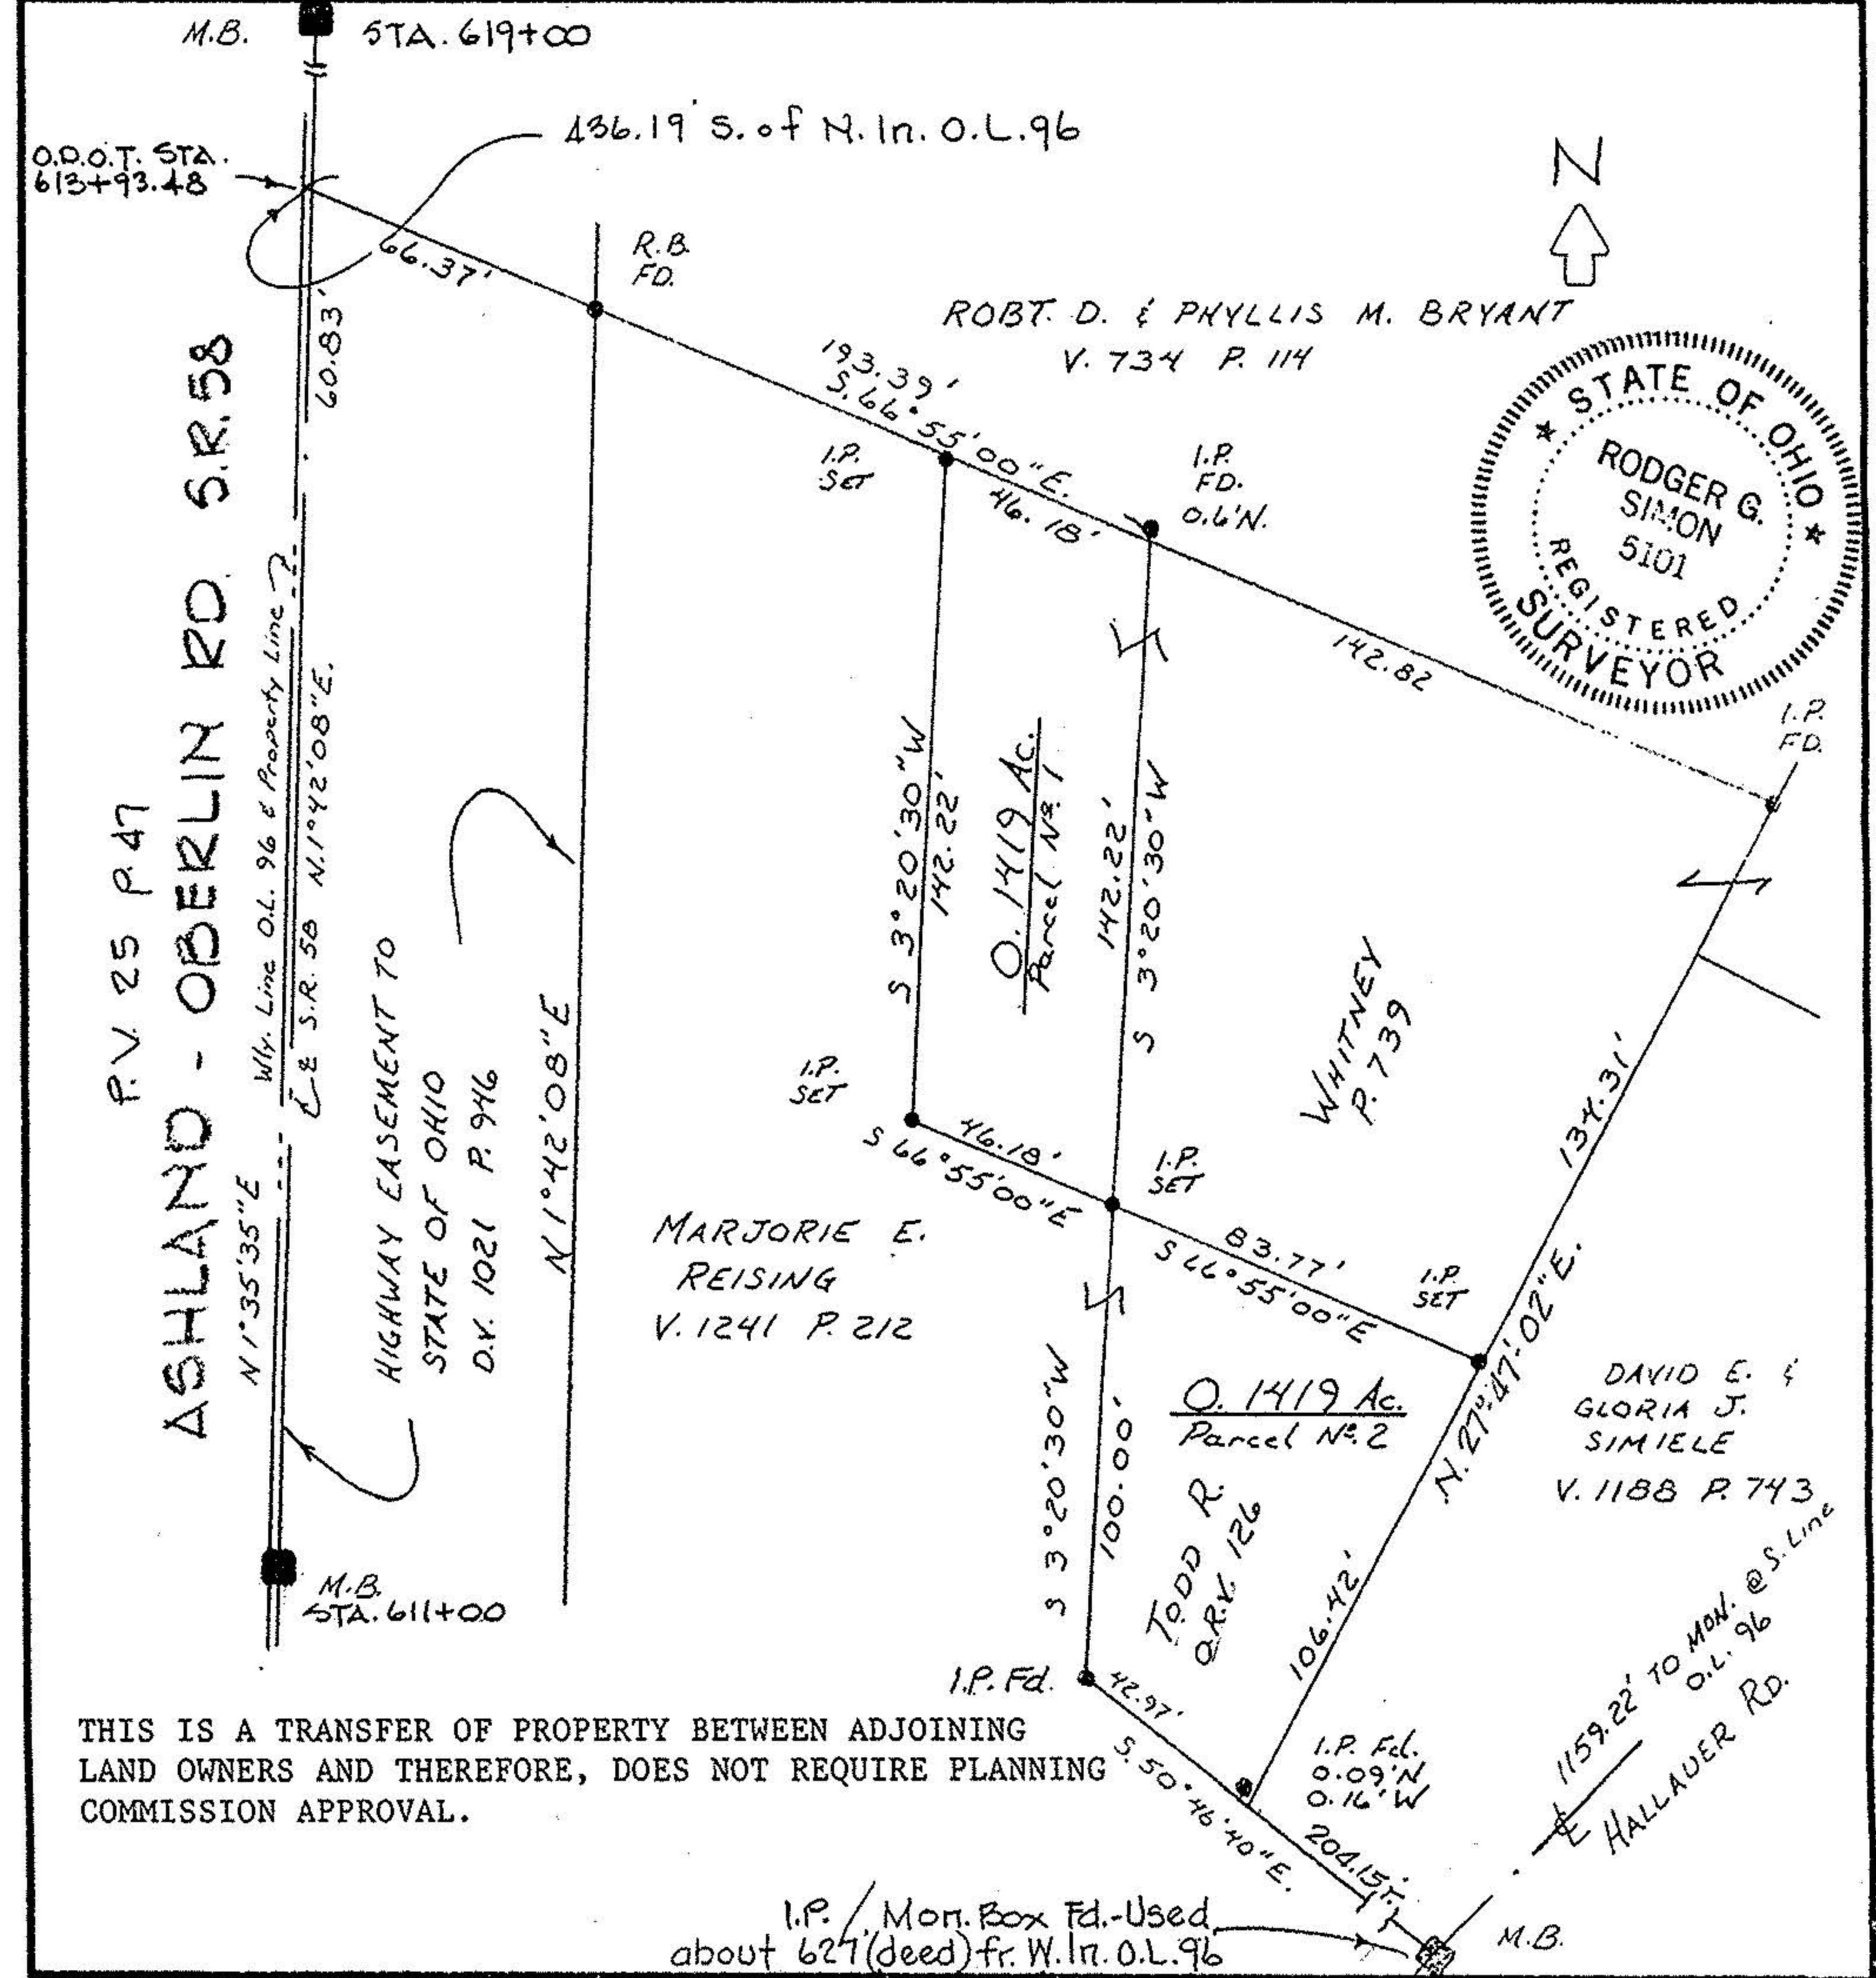 M.B.
STA. 619+00
436.19' S. of N. ln. O.L. 96
O.D.O.T. STA.
613+93.48
66.37'
60.83'
R.B.
FD.
N
ROBT. D. & PHYLLIS M. BRYANT
V. 734 P. 114
193.39'
S. 66° 55' 00" E.
46.18'
I.P.
SET
I.P.
FD.
0.6'N.
142.82
I.P.
FD.
★ STATE OF OHIO ★
RODGER G.
SIMON
5101
REGISTERED
SURVEYOR
P.V. 25 P. 47
ASHLAND - OBERLIN RD. S.R. 58
Wly. Line O.L. 96 & Property Line
℄ S.R. 58 N. 1° 42' 08" E.
N 1° 35' 35" E
HIGHWAY EASEMENT TO
STATE OF OHIO
D.V. 1021 P. 946
N 1° 42' 08" E
S 3° 20' 30" W
142.22'
0.1419 Ac.
Parcel Nº 1
142.22'
S 3° 20' 30" W
WHITNEY
P. 739
134.31'
I.P.
SET
46.18'
S 66° 55' 00" E
I.P.
SET
83.77'
S 66° 55' 00" E
I.P.
SET
MARJORIE E.
REISING
V. 1241 P. 212
N. 27° 47' 02" E.
DAVID E. &
GLORIA J.
SIMIELE
V. 1188 P. 743
0.1419 Ac.
Parcel Nº 2
S 3° 20' 30" W
100.00'
TODD R.
O.R.V. 126
106.42'
M.B.
STA. 611+00
I.P. Fd.
42.97'
S. 50° 46' 40" E.
I.P. Fd.
0.09'N
0.16'W
204.15'
1159.22' TO MON. @ S. Line
O.L. 96
℄ HALLAUER RD.
THIS IS A TRANSFER OF PROPERTY BETWEEN ADJOINING
LAND OWNERS AND THEREFORE, DOES NOT REQUIRE PLANNING
COMMISSION APPROVAL.
I.P. / Mon. Box Fd.-Used
about 627' (deed) fr. W. ln. O.L. 96
M.B.